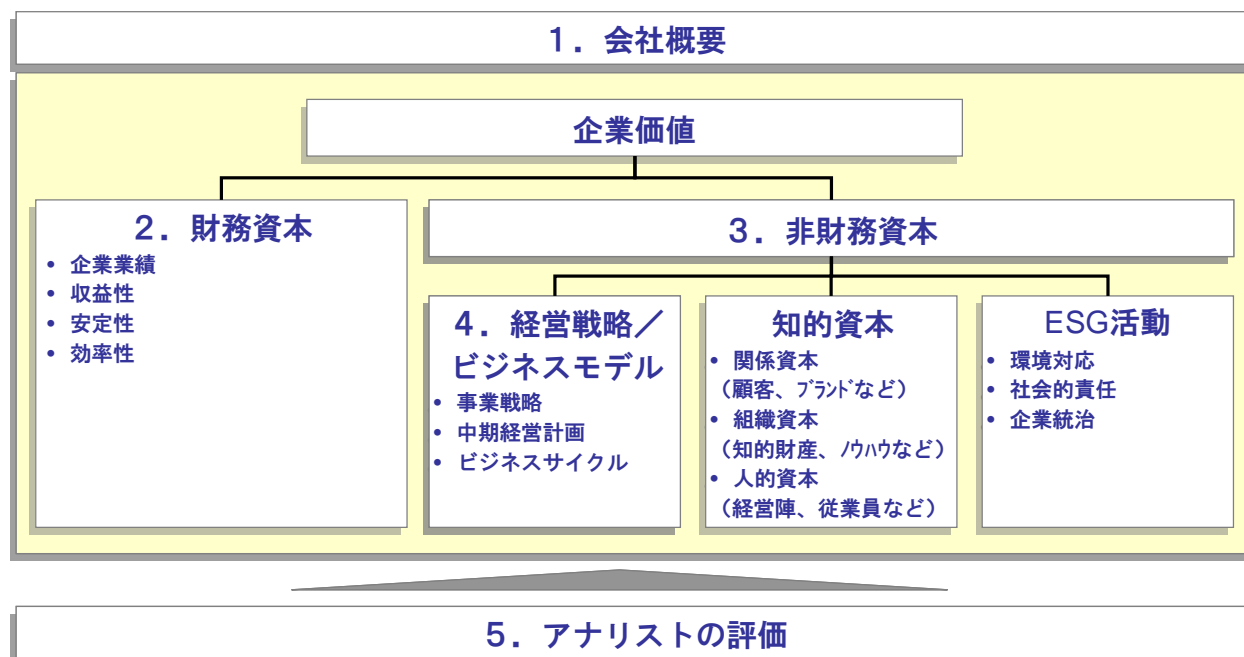 １．会社概要
企業価値
２．財務資本
• 企業業績
• 収益性
• 安定性
• 効率性
３．非財務資本
４．経営戦略／
ビジネスモデル
• 事業戦略
• 中期経営計画
• ビジネスサイクル
知的資本
• 関係資本
（顧客、ﾌﾞﾗﾝﾄﾞなど）
• 組織資本
（知的財産、ﾉｳﾊｳなど）
• 人的資本
（経営陣、従業員など）
ESG活動
• 環境対応
• 社会的責任
• 企業統治
５．アナリストの評価